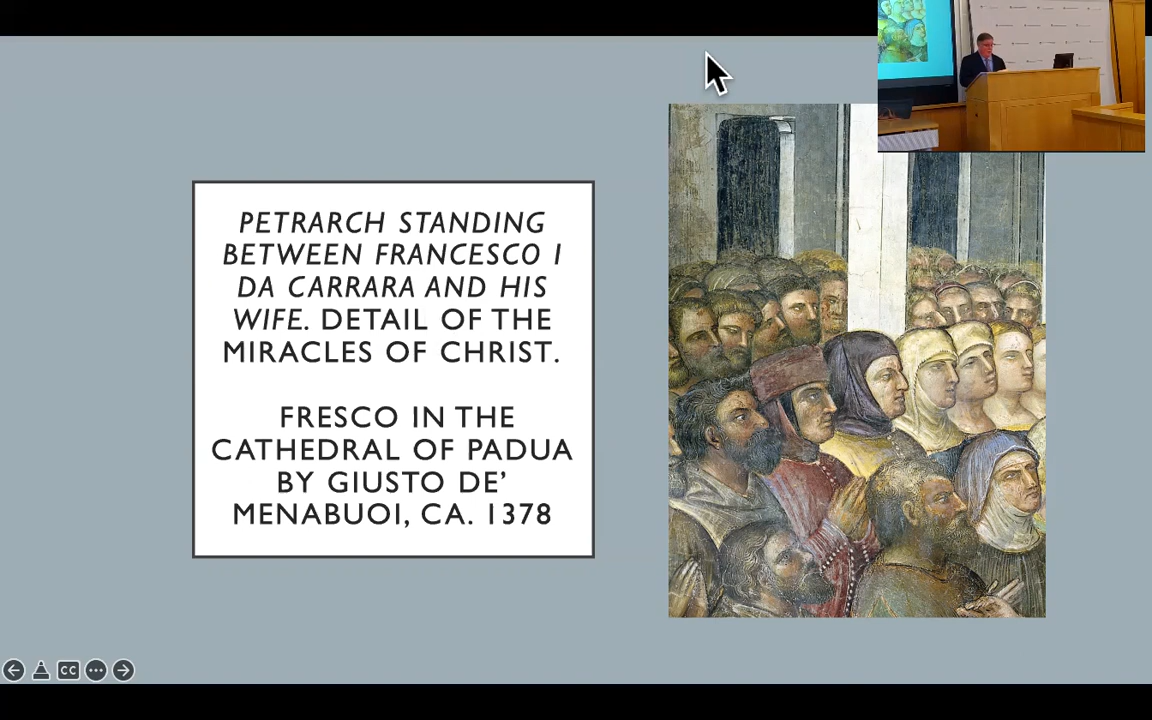 PETRARCH STANDING
BETWEEN FRANCESCO I
DA CARRARA AND HIS
WIFE. DETAIL OF THE
MIRACLES OF CHRIST.
FRESCO IN THE
CATHEDRAL OF PADUA
BY GIUSTO DE’
MENABUOI, CA. 1378
CC